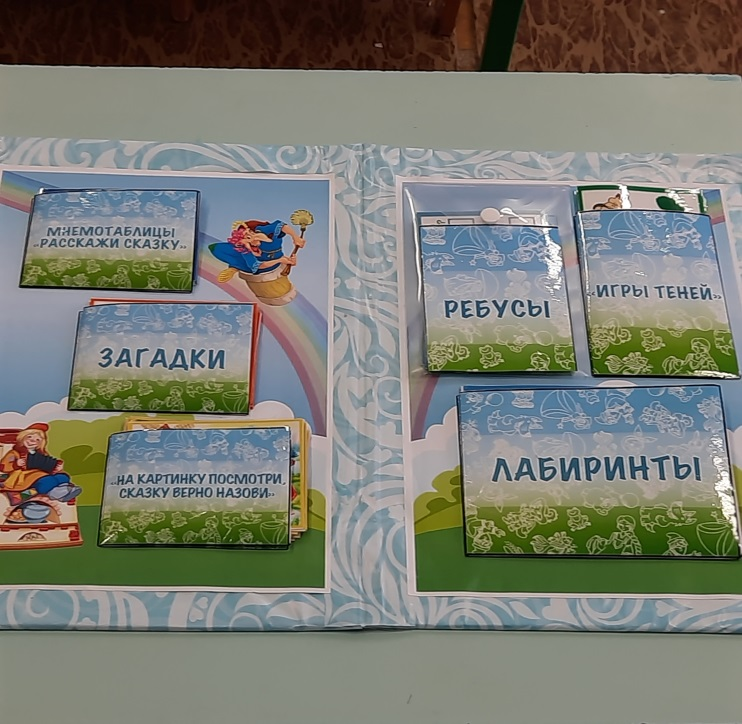 МНЕМОТАБЛИЦЫ
«РАССКАЖИ СКАЗКУ»
ЗАГАДКИ
«НА КАРТИНКУ ПОСМОТРИ,
СКАЗКУ ВЕРНО НАЗОВИ»
РЕБУСЫ
«ИГРЫ ТЕНЕЙ»
ЛАБИРИНТЫ